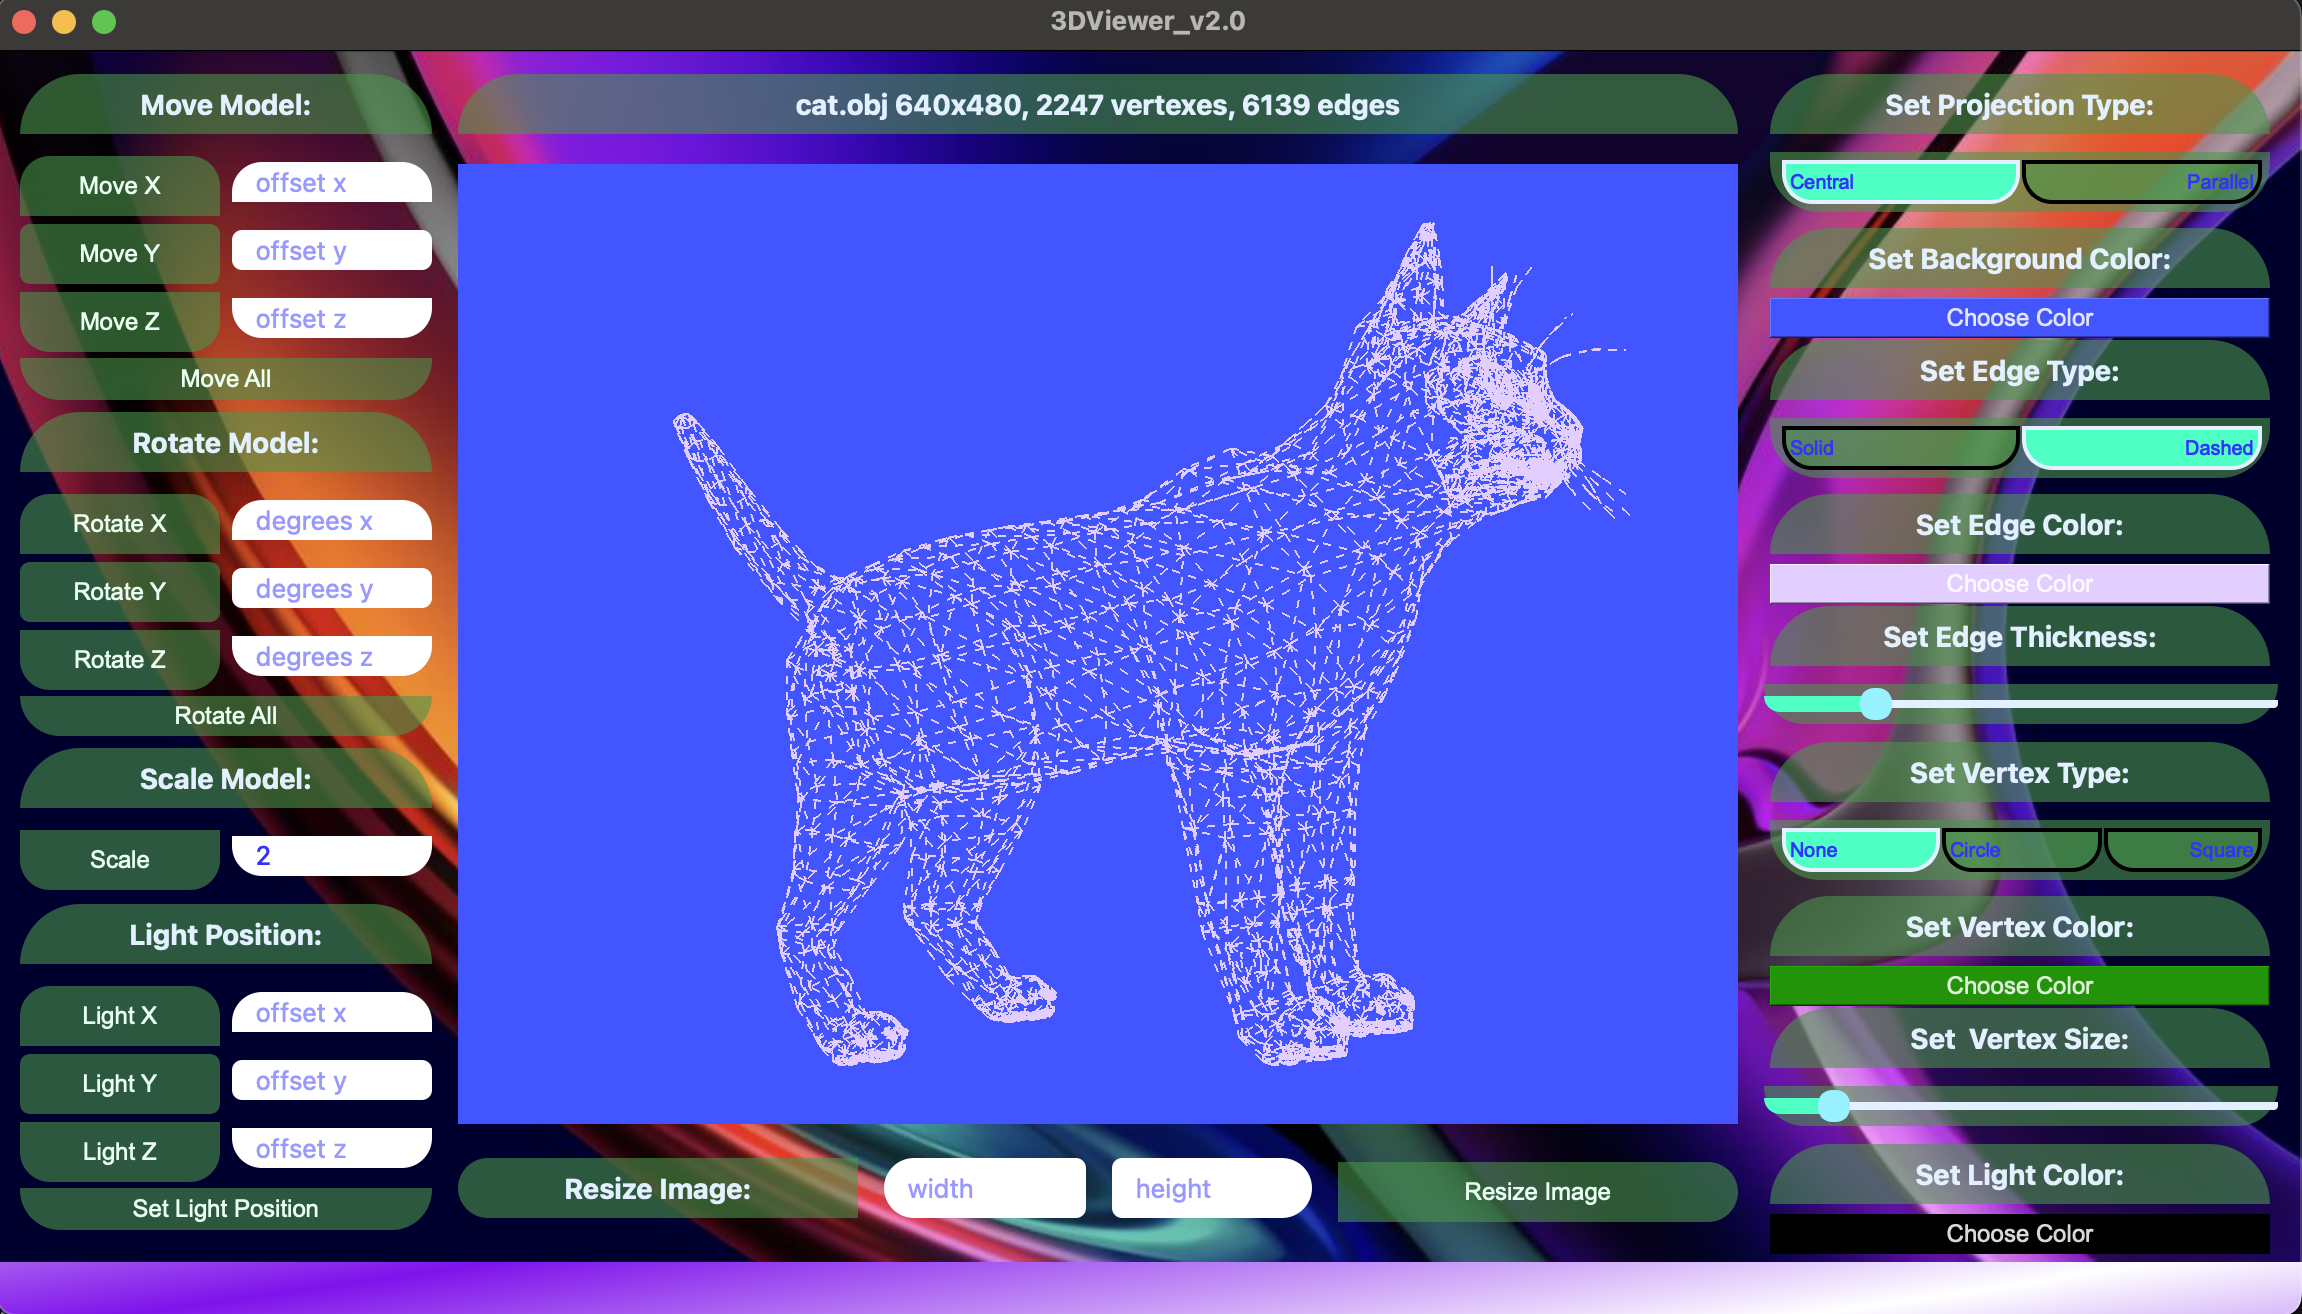 3DViewer_v2.0
Move Model:
Move X
offset x
Move Y
offset y
Move Z
offset z
Move All
Rotate Model:
Rotate X
degrees x
Rotate Y
degrees y
Rotate Z
degrees z
Rotate All
Scale Model:
Scale
2
Light Position:
Light X
offset x
Light Y
offset y
Light Z
offset z
Set Light Position
cat.obj 640x480, 2247 vertexes, 6139 edges
Resize Image:
width
height
Resize Image
Set Projection Type:
Central
Parallel
Set Background Color:
Choose Color
Set Edge Type:
Solid
Dashed
Set Edge Color:
Choose Color
Set Edge Thickness:
Set Vertex Type:
None
Circle
Square
Set Vertex Color:
Choose Color
Set  Vertex Size:
Set Light Color:
Choose Color